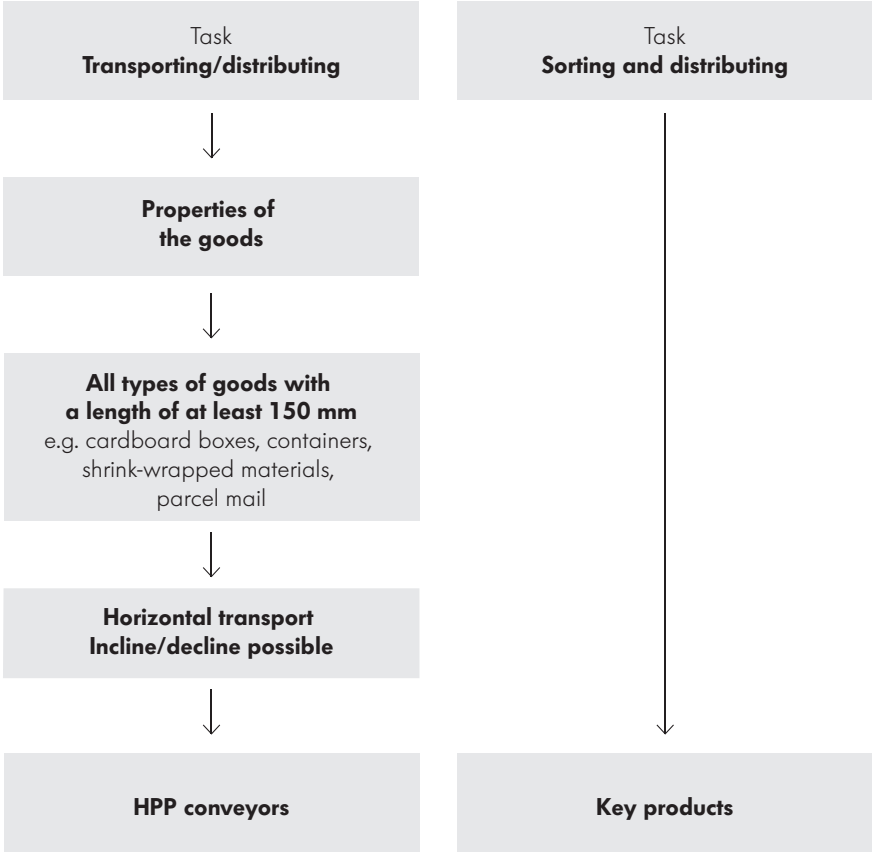 Task
Transporting/distributing
Properties of
the goods
All types of goods with
a length of at least 150 mm
e.g. cardboard boxes, containers,
shrink-wrapped materials,
parcel mail
Horizontal transport
Incline/decline possible
HPP conveyors
Task
Sorting and distributing
Key products